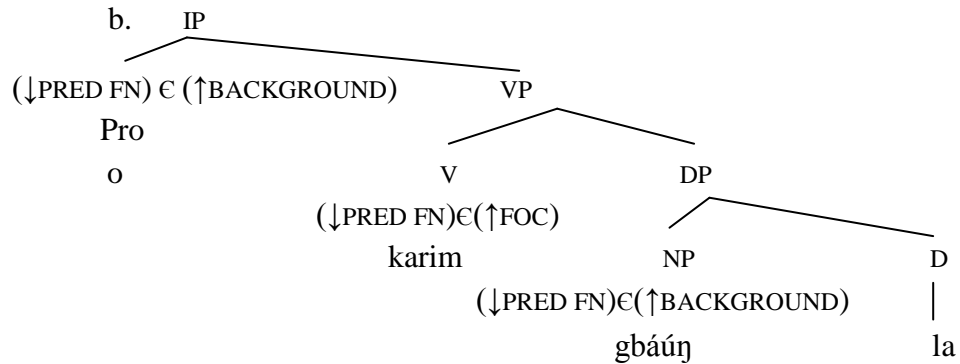 b. IP
(↓PRED FN) Є (↑BACKGROUND) VP
Pro
o V DP
(↓PRED FN)Є(↑FOC)
karim NP D
(↓PRED FN)Є(↑BACKGROUND)
gbáúŋ la